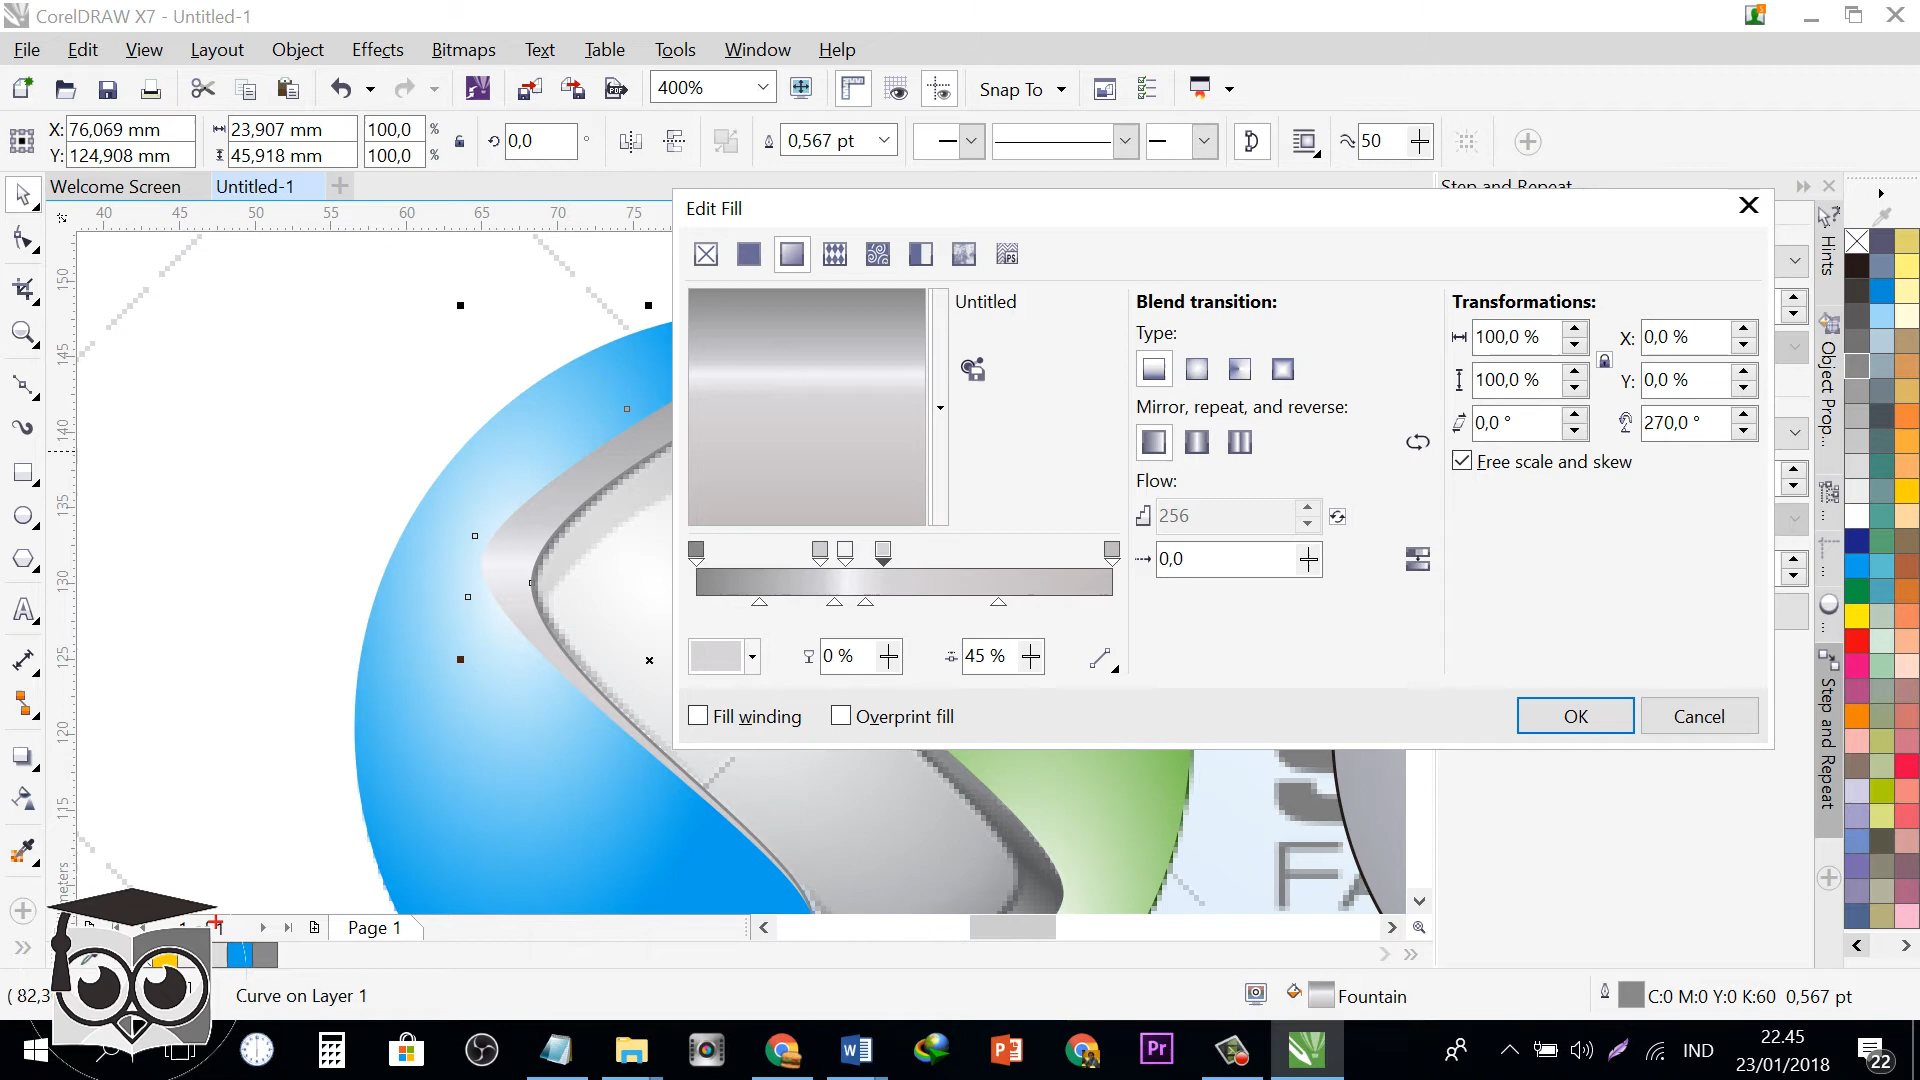 CorelDRAW X7 - Untitled-1
File Edit View Layout Object Effects Bitmaps Text Table Tools Window Help
400% Snap To
X: 76,069 mm 23,907 mm 100,0 % 0,0 ° 0,567 pt 50
Y: 124,908 mm 45,918 mm 100,0 %
Welcome Screen Untitled-1 Step and Repeat
40 45 50 55 60 65 70 75
150
145
140
135
130
125
120
115
Edit Fill
Untitled
Blend transition:
Type:
Mirror, repeat, and reverse:
Flow:
256
0,0
Transformations:
100,0 % X: 0,0 %
100,0 % Y: 0,0 %
0,0 ° 270,0 °
Free scale and skew
0 % 45 %
Fill winding Overprint fill
OK Cancel
Hints
Object Prop...
Step and Repeat
FA
Page 1
Curve on Layer 1
Fountain
C:0 M:0 Y:0 K:60 0,567 pt
IND
22.45
23/01/2018
22